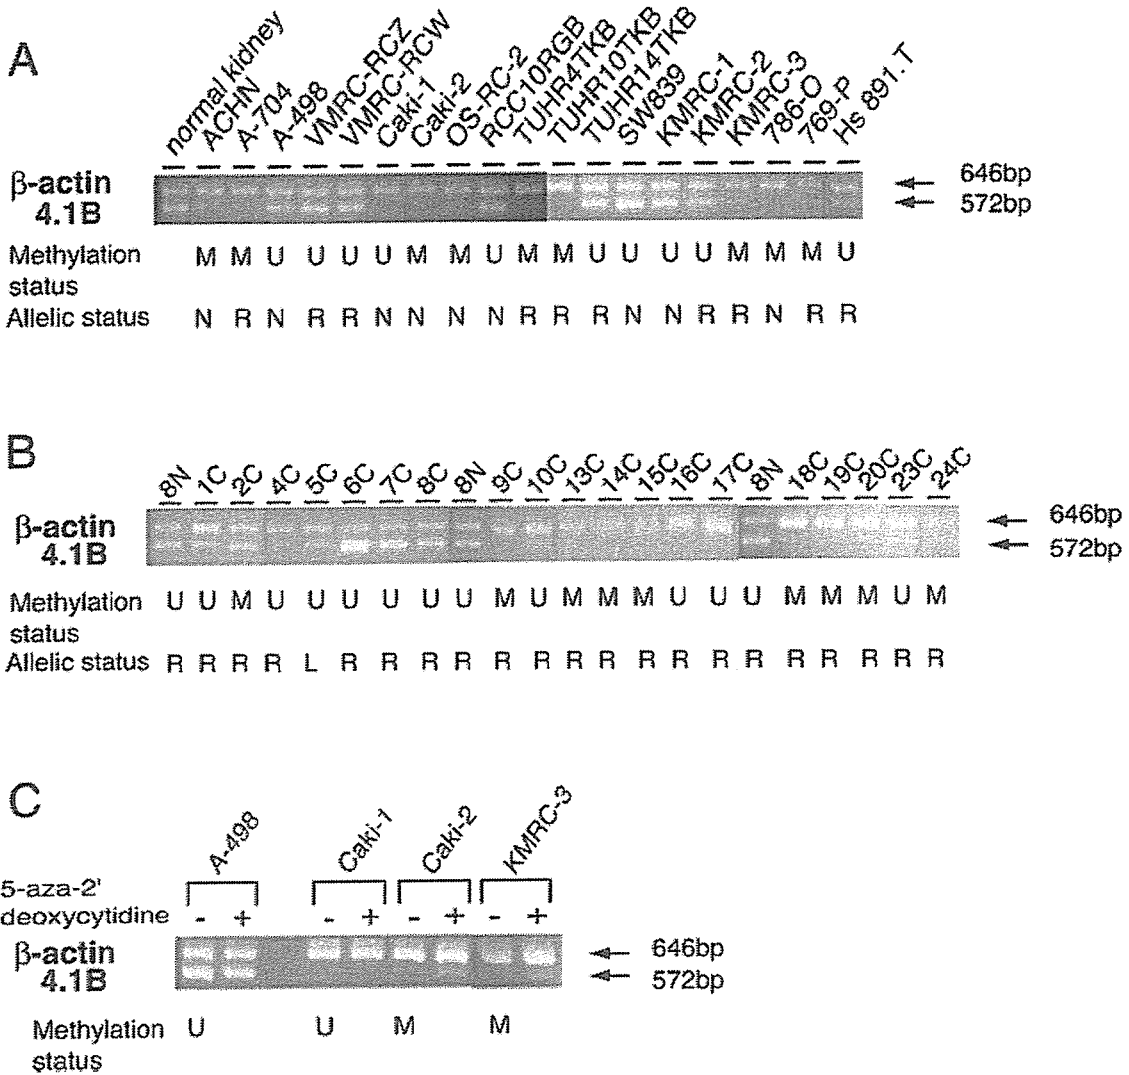 A
normal kidney
ACHN
A-704
A-498
VMRC-RCZ
VMRC-RCW
Caki-1
Caki-2
OS-RC-2
RCC10RGB
TUHR4TKB
TUHR10TKB
TUHR14TKB
SW839
KMRC-1
KMRC-2
KMRC-3
786-O
769-P
Hs 891.T
β-actin 646bp
4.1B 572bp
Methylation status M M U U U U M M U M M U U U U M M M U
Allelic status N R N R R N N N N R R R N N R R N R R
B
8N 1C 2C 4C 5C 6C 7C 8C 8N 9C 10C 13C 14C 15C 16C 17C 8N 18C 19C 20C 23C 24C
β-actin 646bp
4.1B 572bp
Methylation status U U M U U U U U U M U M M M U U U M M M U M
Allelic status R R R R L R R R R R R R R R R R R R R R R R
C
A-498 Caki-1 Caki-2 KMRC-3
5-aza-2'
deoxycytidine - + - + - + - +
β-actin 646bp
4.1B 572bp
Methylation status U U M M